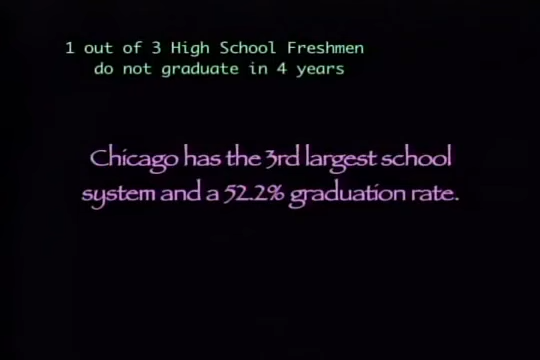 1 out of 3 High School Freshmen
do not graduate in 4 years
Chicago has the 3rd largest school
system and a 52.2% graduation rate.